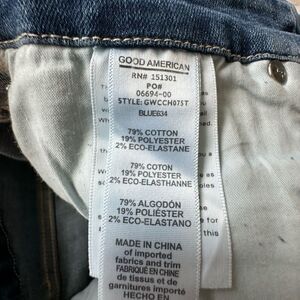 GOOD AMERICAN
RN# 151301
PO#
06694-00
STYLE: GWCCH075T
BLUE634
79% COTTON
19% POLYESTER
2% ECO-ELASTANE
79% COTON
19% POLYESTER
2% ECO-ELASTHANNE
79% ALGODÓN
19% POLIÉSTER
2% ECO-ELASTANO
MADE IN CHINA
of imported
fabrics and trim
FABRIQUÉ EN CHINE
de tissus et de
garnitures importés
HECHO EN